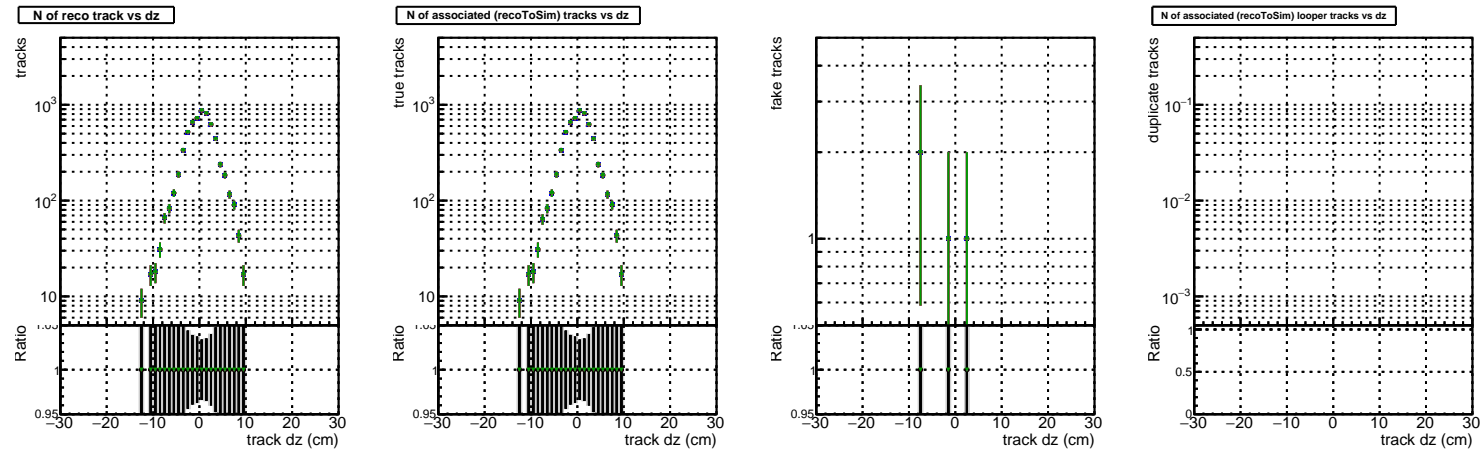 N of reco track vs dz
tracks
10³
10²
10
Ratio
1
0.95
−30 −20 −10 0 10 20 30
track dz (cm)
N of associated (recoToSim) tracks vs dz
true tracks
10³
10²
10
Ratio
1
0.95
−30 −20 −10 0 10 20 30
track dz (cm)
fake tracks
1
Ratio
1
0.95
−30 −20 −10 0 10 20 30
track dz (cm)
N of associated (recoToSim) looper tracks vs dz
duplicate tracks
10⁻¹
10⁻²
10⁻³
Ratio
1
0.5
0
−30 −20 −10 0 10 20 30
track dz (cm)